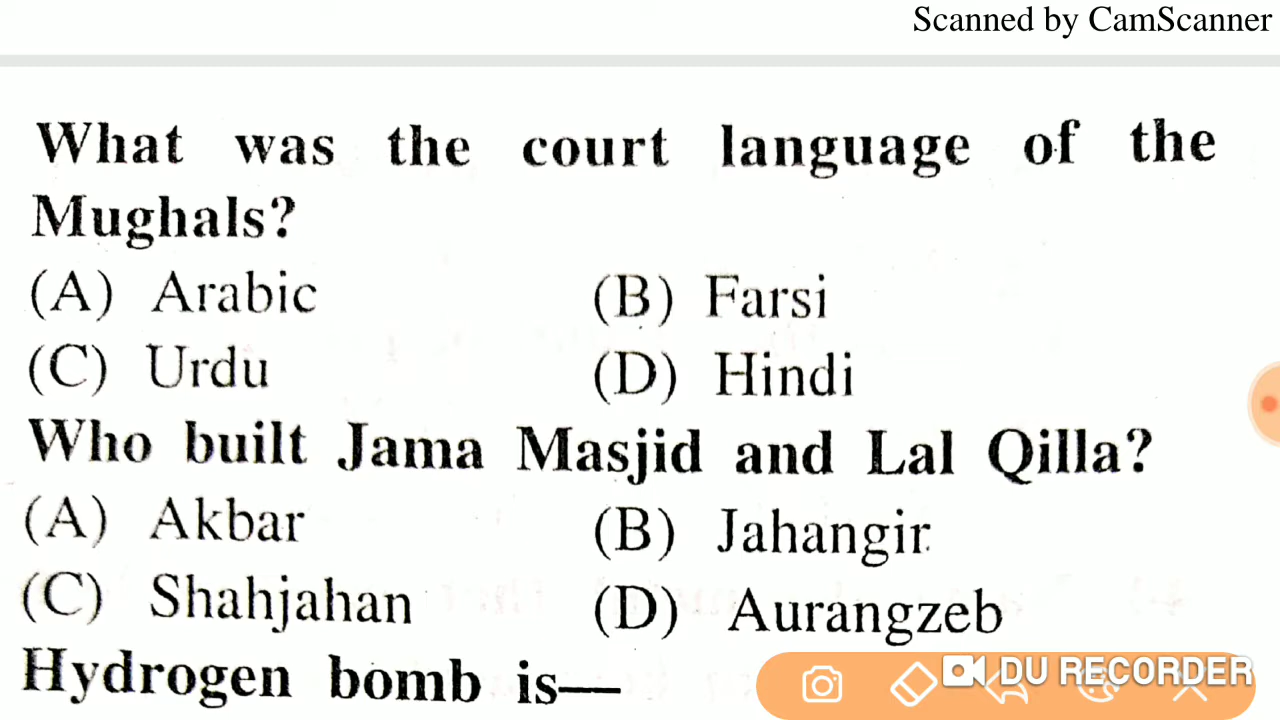 Scanned by CamScanner
What was the court language of the
Mughals?
(A) Arabic (B) Farsi
(C) Urdu (D) Hindi
Who built Jama Masjid and Lal Qilla?
(A) Akbar (B) Jahangir
(C) Shahjahan (D) Aurangzeb
Hydrogen bomb is—
DU RECORDER